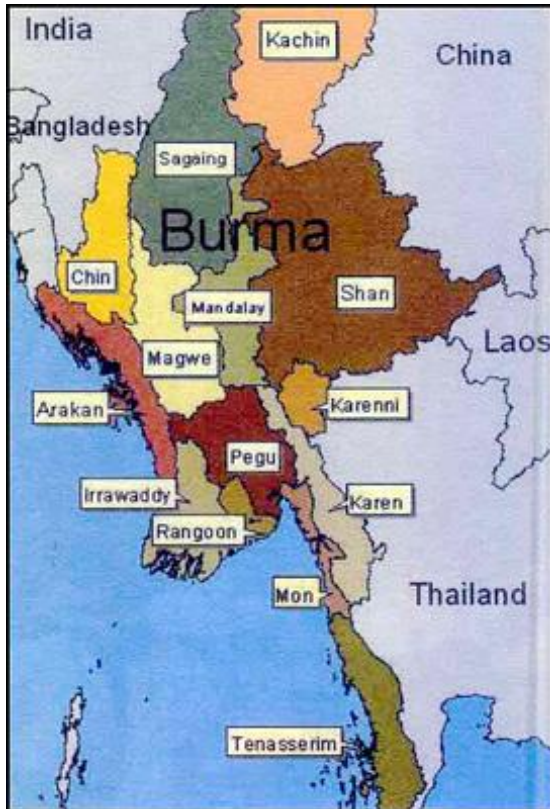 India
Kachin
China
Bangladesh
Sagaing
Burma
Chin
Mandalay
Shan
Magwe
Laos
Arakan
Karenni
Pegu
Irrawaddy
Karen
Rangoon
Mon
Thailand
Tenasserim